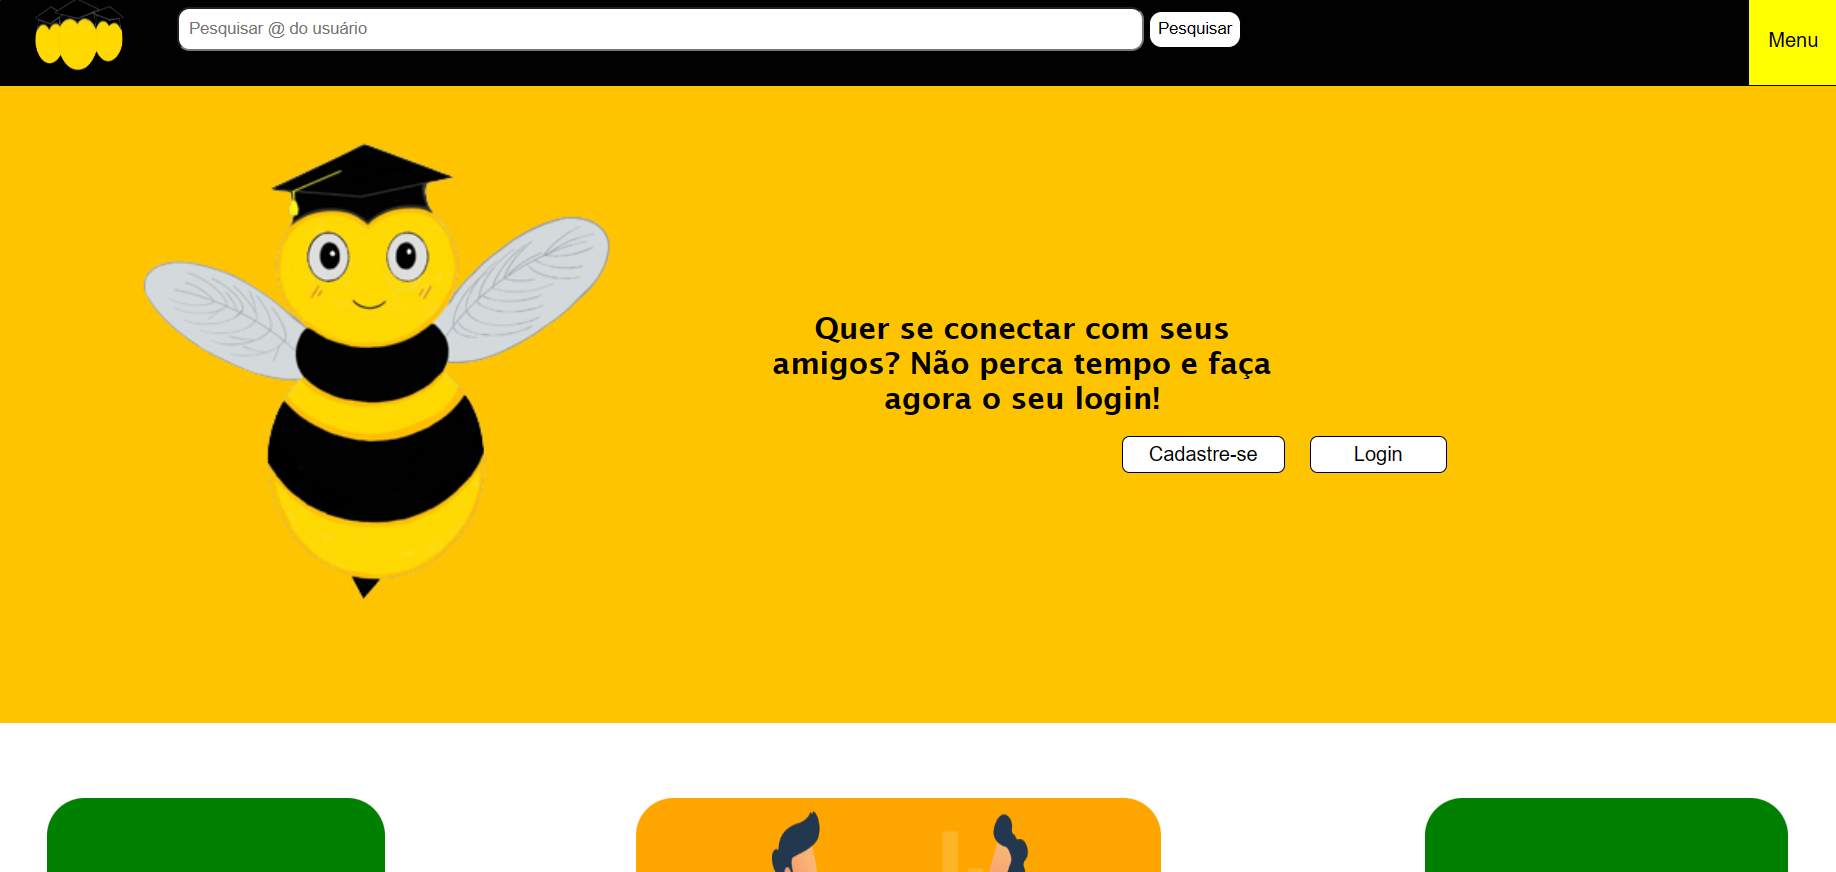 Pesquisar @ do usuário
Pesquisar
Menu
Quer se conectar com seus
amigos? Não perca tempo e faça
agora o seu login!
Cadastre-se
Login